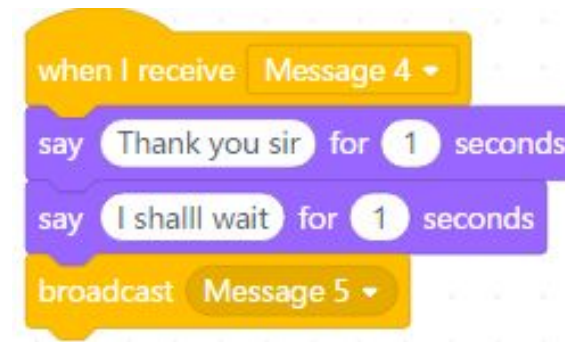 when I receive Message 4
say Thank you sir for 1 seconds
say I shalll wait for 1 seconds
broadcast Message 5